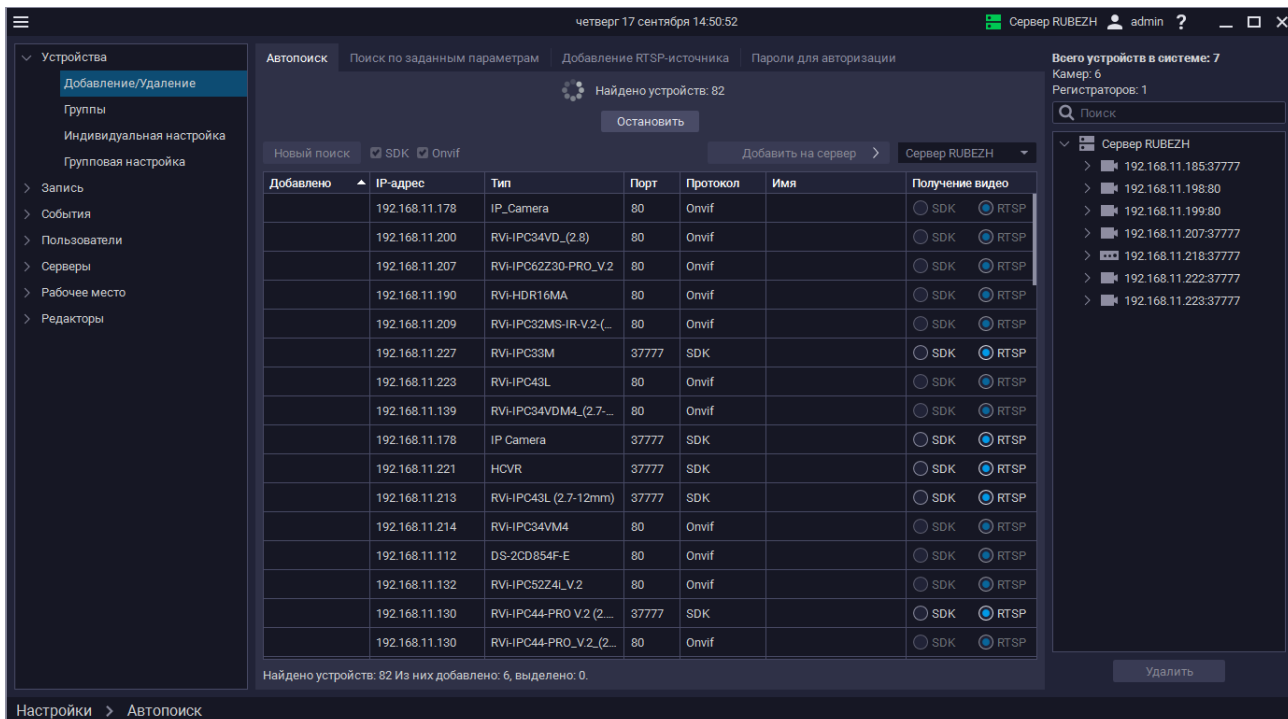 четверг 17 сентября 14:50:52 Сервер RUBEZH admin ?
Устройства
Добавление/Удаление
Группы
Индивидуальная настройка
Групповая настройка
Запись
События
Пользователи
Серверы
Рабочее место
Редакторы
Автопоиск Поиск по заданным параметрам Добавление RTSP-источника Пароли для авторизации
Найдено устройств: 82
Остановить
Новый поиск SDK Onvif Добавить на сервер > Сервер RUBEZH
Добавлено IP-адрес Тип Порт Протокол Имя Получение видео
192.168.11.178 IP_Camera 80 Onvif SDK RTSP
192.168.11.200 RVi-IPC34VD_(2.8) 80 Onvif SDK RTSP
192.168.11.207 RVi-IPC62Z30-PRO_V.2 80 Onvif SDK RTSP
192.168.11.190 RVi-HDR16MA 80 Onvif SDK RTSP
192.168.11.209 RVi-IPC32MS-IR-V.2-(... 80 Onvif SDK RTSP
192.168.11.227 RVi-IPC33M 37777 SDK SDK RTSP
192.168.11.223 RVi-IPC43L 80 Onvif SDK RTSP
192.168.11.139 RVi-IPC34VDM4_(2.7-... 80 Onvif SDK RTSP
192.168.11.178 IP Camera 37777 SDK SDK RTSP
192.168.11.221 HCVR 37777 SDK SDK RTSP
192.168.11.213 RVi-IPC43L (2.7-12mm) 37777 SDK SDK RTSP
192.168.11.214 RVi-IPC34VM4 80 Onvif SDK RTSP
192.168.11.112 DS-2CD854F-E 80 Onvif SDK RTSP
192.168.11.132 RVi-IPC52Z4i_V.2 80 Onvif SDK RTSP
192.168.11.130 RVi-IPC44-PRO V.2 (2.... 37777 SDK SDK RTSP
192.168.11.130 RVi-IPC44-PRO_V.2_(2... 80 Onvif SDK RTSP
Найдено устройств: 82 Из них добавлено: 6, выделено: 0.
Всего устройств в системе: 7
Камер: 6
Регистраторов: 1
Поиск
Сервер RUBEZH
192.168.11.185:37777
192.168.11.198:80
192.168.11.199:80
192.168.11.207:37777
192.168.11.218:37777
192.168.11.222:37777
192.168.11.223:37777
Удалить
Настройки > Автопоиск